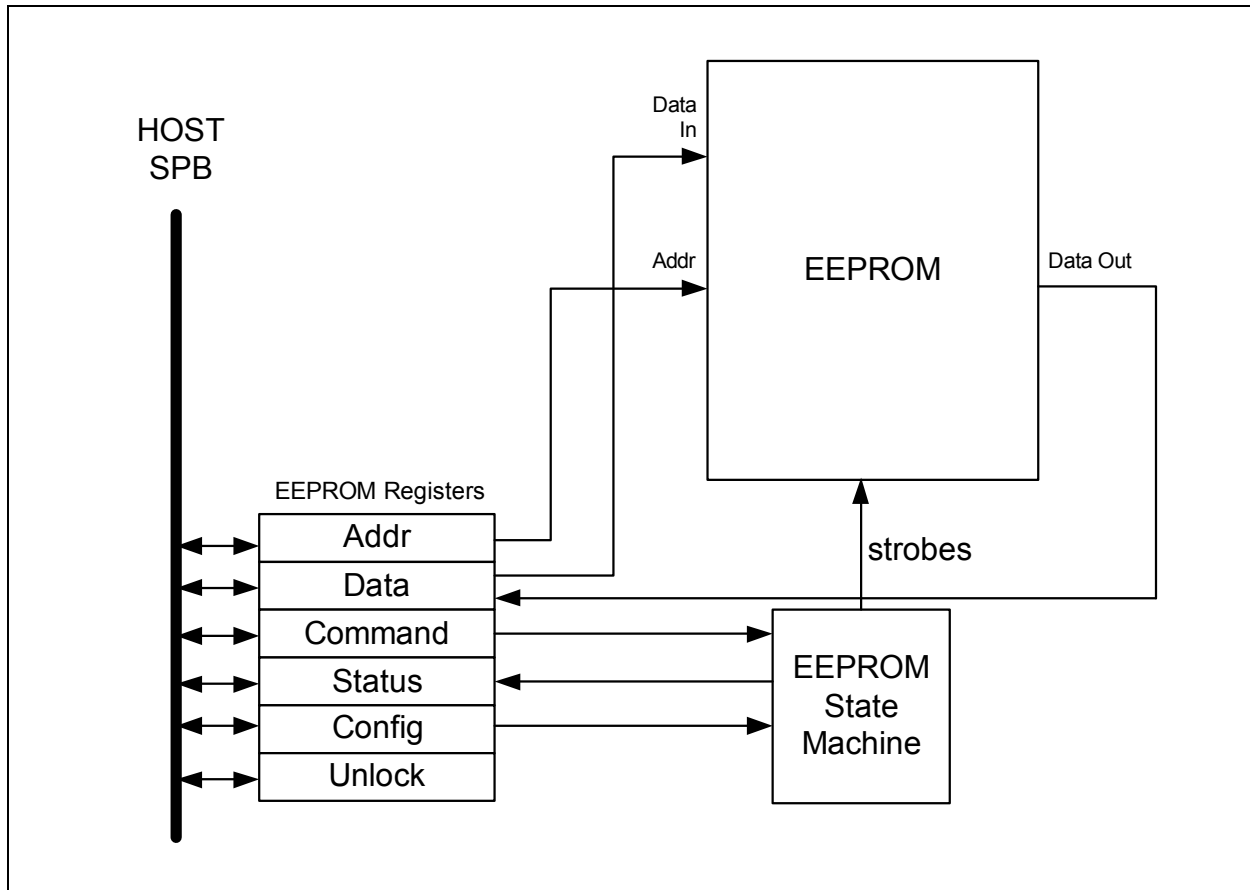 HOST
SPB
Data
In
Addr
EEPROM
Data Out
EEPROM Registers
Addr
Data
Command
Status
Config
Unlock
strobes
EEPROM
State
Machine